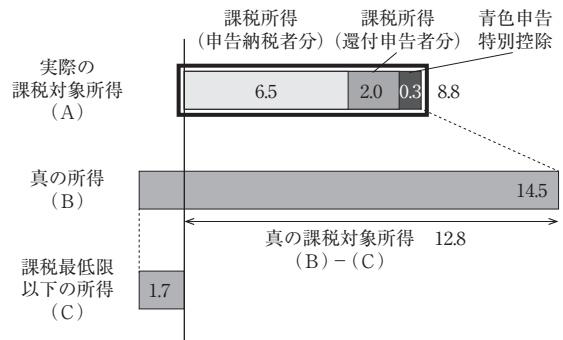 課税所得
(申告納税者分)
課税所得
(還付申告者分)
青色申告
特別控除
実際の
課税対象所得
(A)
6.5
2.0
0.3
8.8
真の所得
(B)
14.5
真の課税対象所得 12.8
(B)-(C)
課税最低限
以下の所得
(C)
1.7